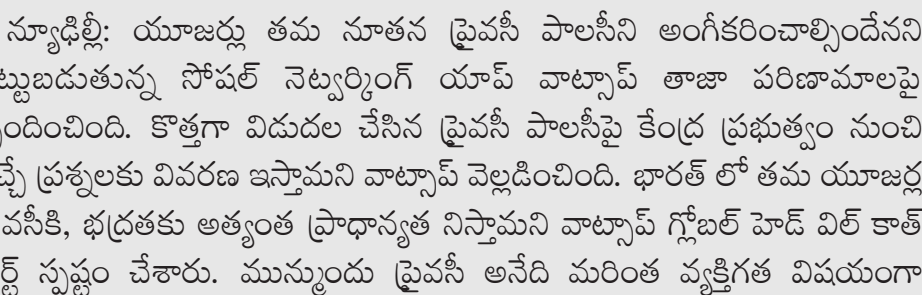 న్యూఢిల్లీ: యూజర్లు తమ నూతన ప్రైవసీ పాలసీని అంగీకరించాల్సిందేనని
ట్టుబడుతున్న సోషల్ నెట్వర్కింగ్ యాప్ వాట్సాప్ తాజా పరిణామాలపై
ందించింది. కొత్తగా విడుదల చేసిన ప్రైవసీ పాలసీపై కేంద్ర ప్రభుత్వం నుంచి
చ్చే ప్రశ్నలకు వివరణ ఇస్తామని వాట్సాప్ వెల్లడించింది. భారత్ లో తమ యూజర్ల
వసీకి, భద్రతకు అత్యంత ప్రాధాన్యత నిస్తామని వాట్సాప్ గ్లోబల్ హెడ్ విల్ కాత్
ర్ట్ స్పష్టం చేశారు. మున్ముందు ప్రైవసీ అనేది మరింత వ్యక్తిగత విషయంగా